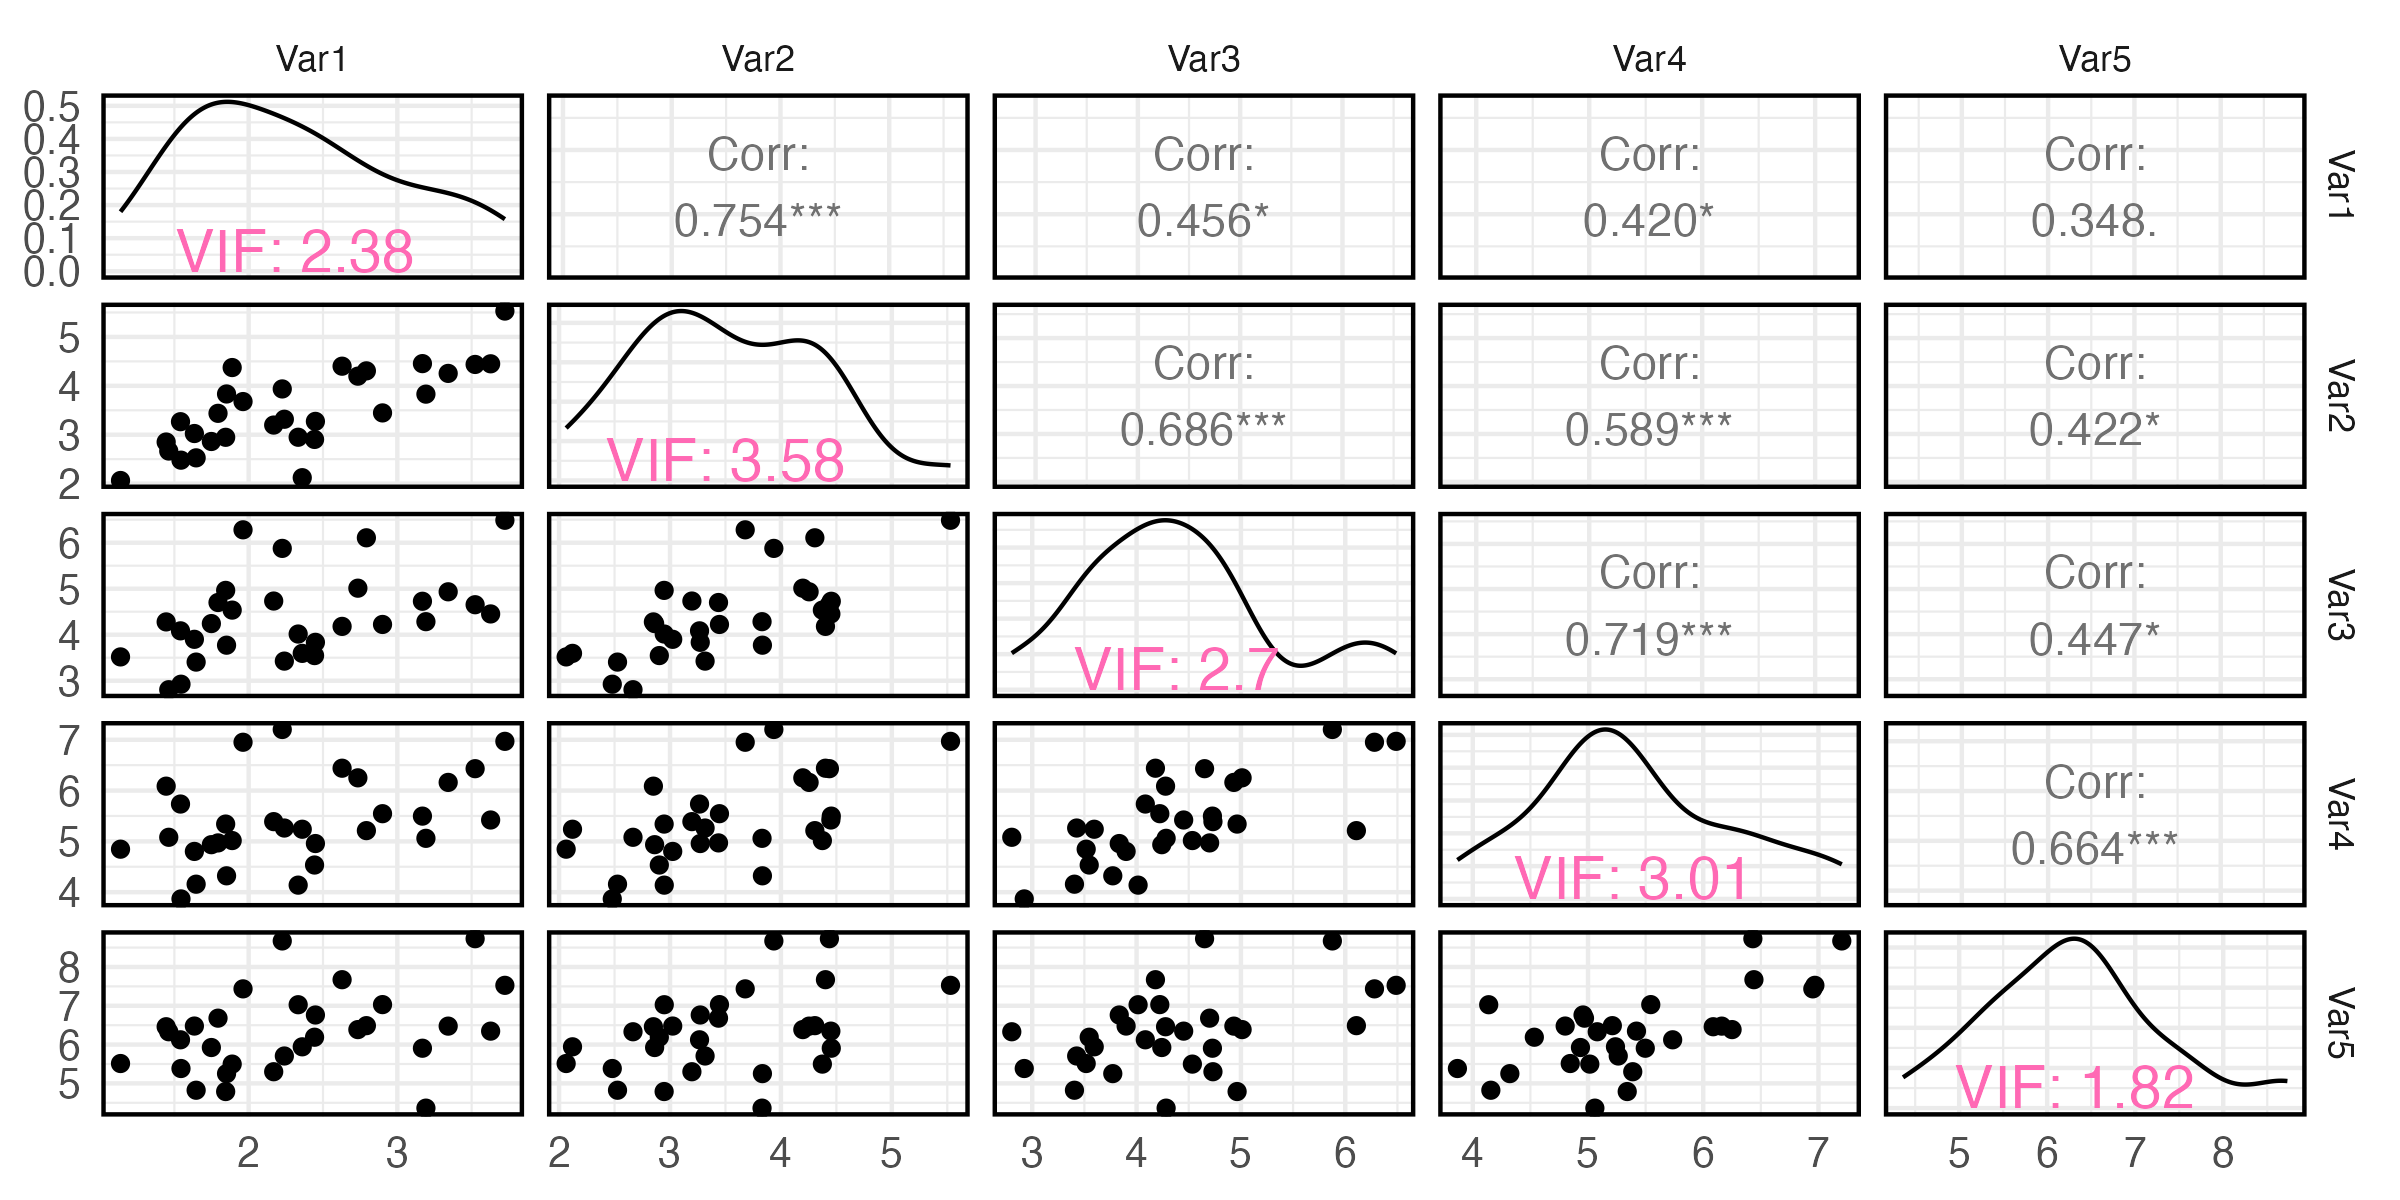 Var1 Var2 Var3 Var4 Var5
0.5
0.4
0.3
0.2
0.1
0.0
VIF: 2.38
Corr:
0.754***
Corr:
0.456*
Corr:
0.420*
Corr:
0.348.
Var1
5
4
3
2
VIF: 3.58
Corr:
0.686***
Corr:
0.589***
Corr:
0.422*
Var2
6
5
4
3
VIF: 2.7
Corr:
0.719***
Corr:
0.447*
Var3
7
6
5
4
VIF: 3.01
Corr:
0.664***
Var4
8
7
6
5
VIF: 1.82
Var5
2 3 2 3 4 5 3 4 5 6 4 5 6 7 5 6 7 8